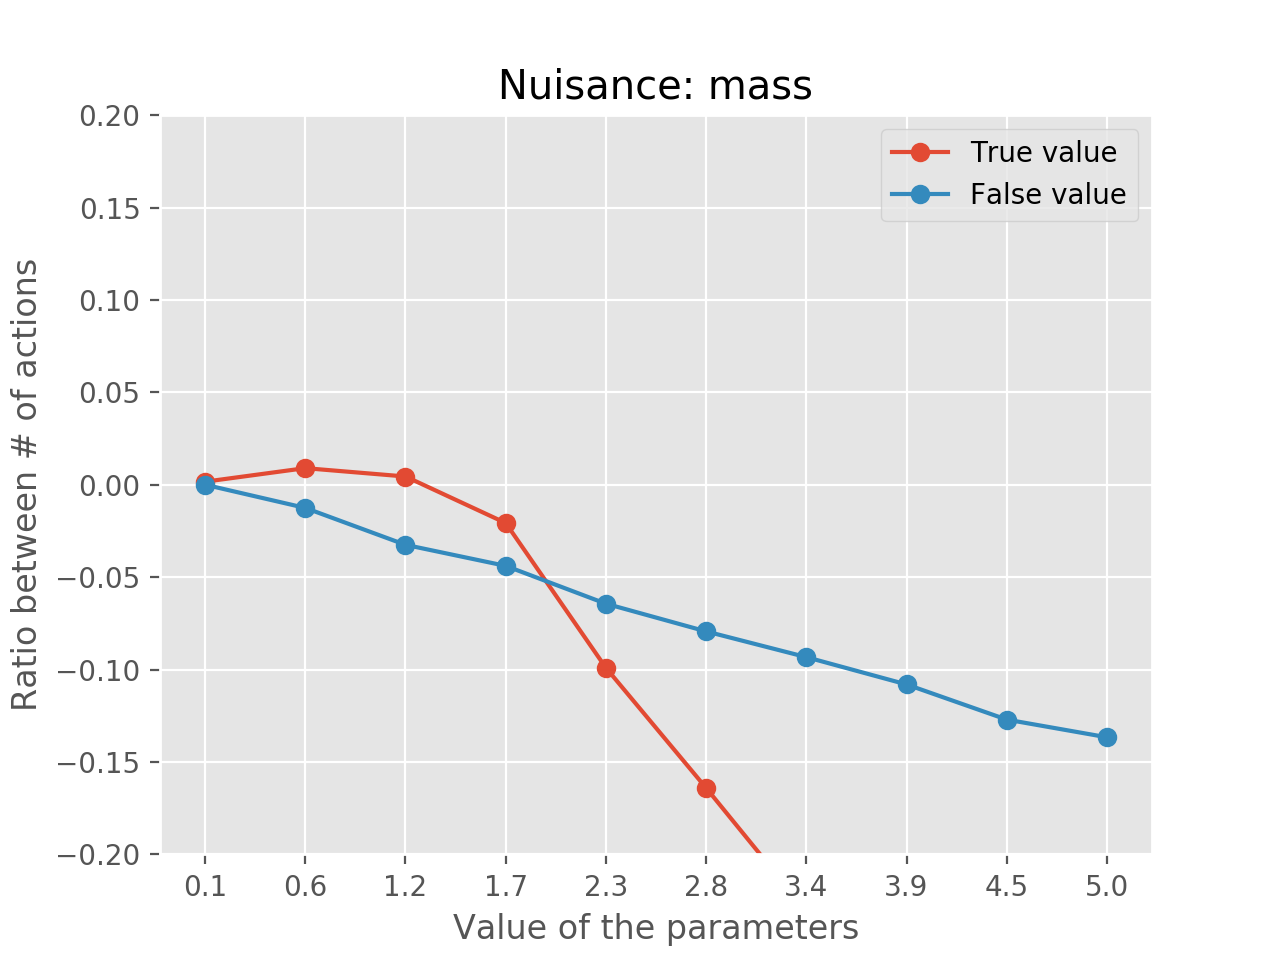 Nuisance: mass
True value
False value
Ratio between # of actions
0.20
0.15
0.10
0.05
0.00
−0.05
−0.10
−0.15
−0.20
0.1 0.6 1.2 1.7 2.3 2.8 3.4 3.9 4.5 5.0
Value of the parameters